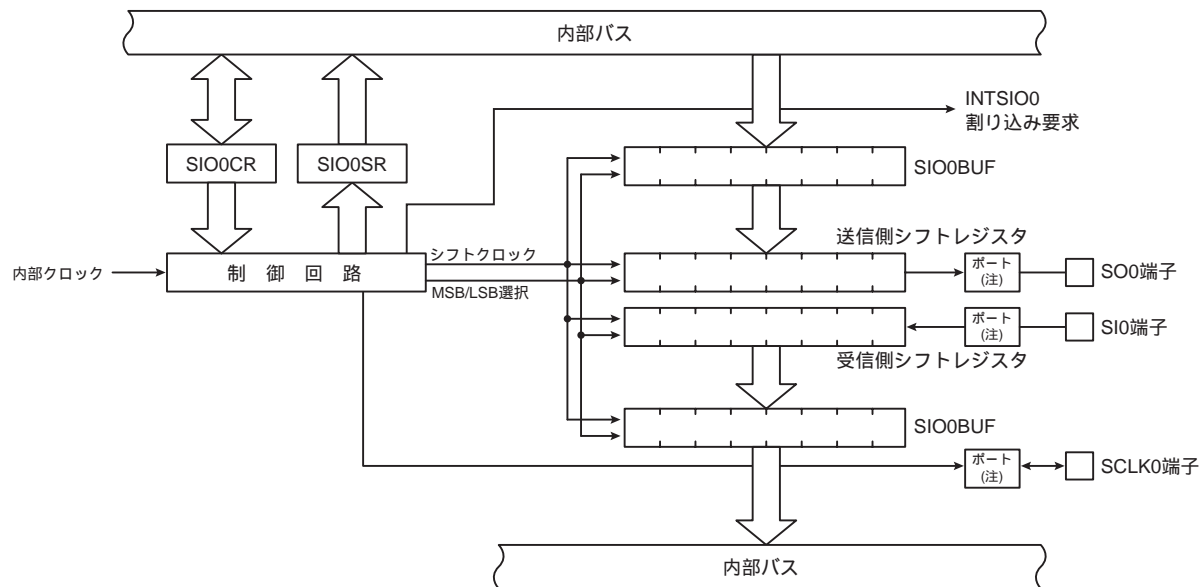 内部バス
INTSIO0
割り込み要求
SIO0CR
SIO0SR
SIO0BUF
送信側シフトレジスタ
シフトクロック
内部クロック
制 御 回 路
ポート
(注)
SO0端子
MSB/LSB選択
ポート
(注)
SI0端子
受信側シフトレジスタ
SIO0BUF
ポート
(注)
SCLK0端子
内部バス